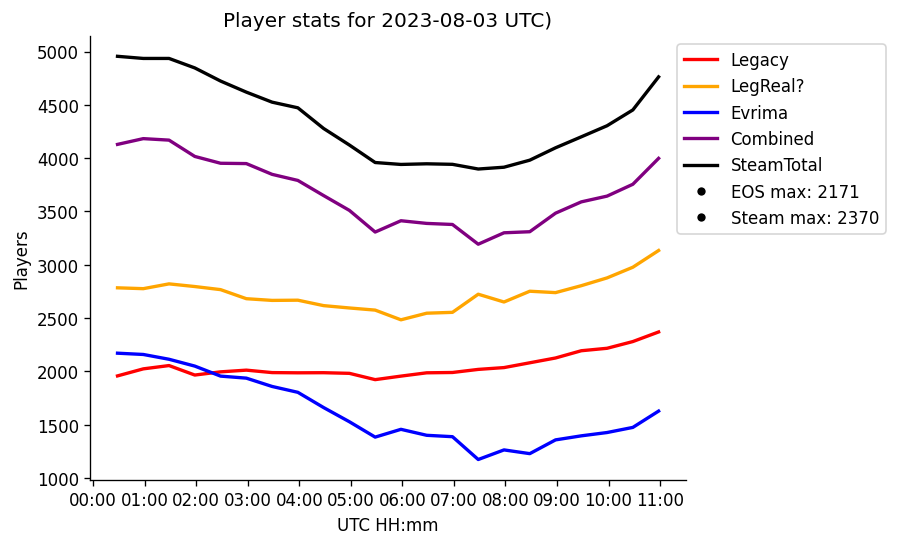 Player stats for 2023-08-03 UTC)
5000
4500
4000
3500
3000
2500
2000
1500
1000
Players
00:00 01:00 02:00 03:00 04:00 05:00 06:00 07:00 08:00 09:00 10:00 11:00
UTC HH:mm
Legacy
LegReal?
Evrima
Combined
SteamTotal
EOS max: 2171
Steam max: 2370